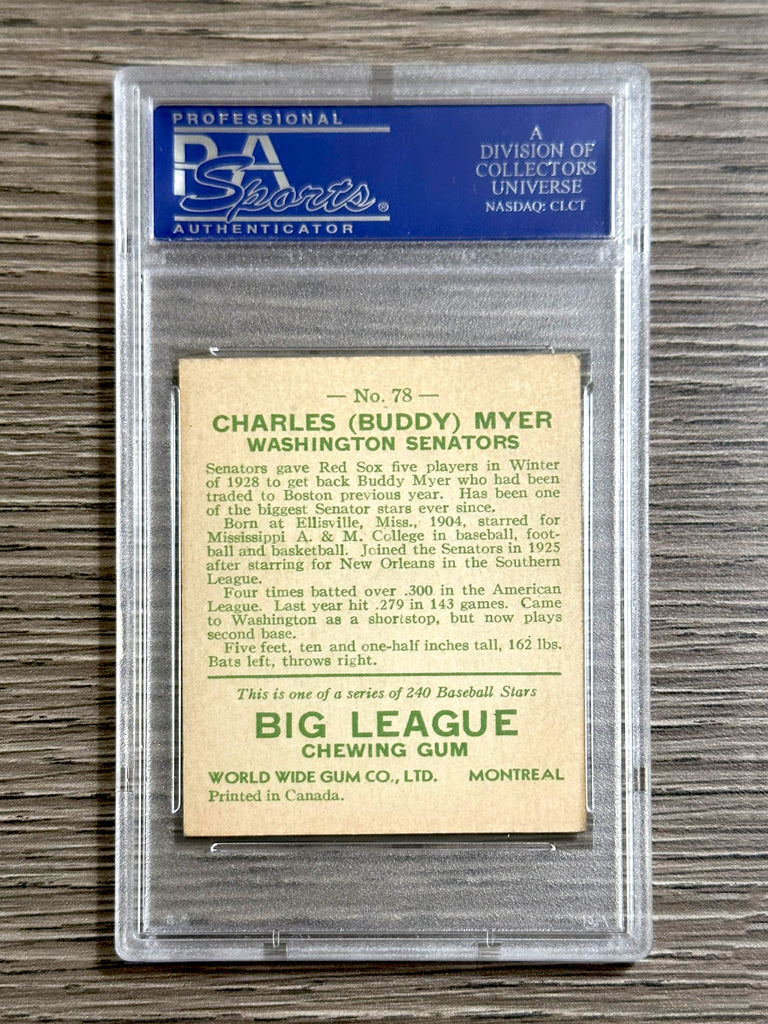 PROFESSIONAL
PSA
Sports®
AUTHENTICATOR
A
DIVISION OF
COLLECTORS
UNIVERSE
NASDAQ: CLCT
— No. 78 —
CHARLES (BUDDY) MYER
WASHINGTON SENATORS
Senators gave Red Sox five players in Winter
of 1928 to get back Buddy Myer who had been
traded to Boston previous year. Has been one
of the biggest Senator stars ever since.
Born at Ellisville, Miss., 1904, starred for
Mississippi A. & M. College in baseball, foot-
ball and basketball. Joined the Senators in 1925
after starring for New Orleans in the Southern
League.
Four times batted over .300 in the American
League. Last year hit .279 in 143 games. Came
to Washington as a shortstop, but now plays
second base.
Five feet, ten and one-half inches tall, 162 lbs.
Bats left, throws right.
This is one of a series of 240 Baseball Stars
BIG LEAGUE
CHEWING GUM
WORLD WIDE GUM CO., LTD. MONTREAL
Printed in Canada.